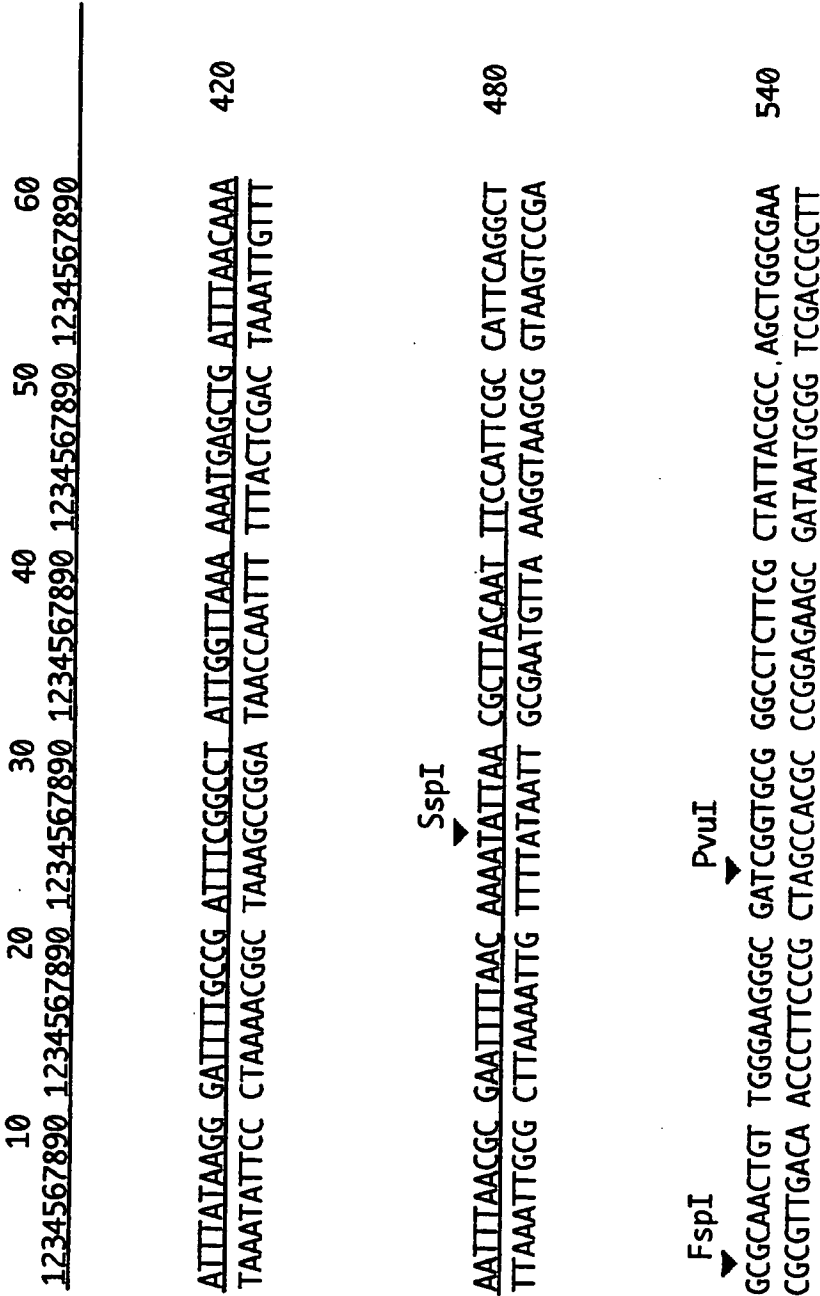 10 20 30 40 50 60
1234567890 1234567890 1234567890 1234567890 1234567890 1234567890
ATTTATAAGG GATTTTGCCG ATTTCGGCCT ATTGGTTAAA AAATGAGCTG ATTTAACAAA 420
TAAATATTCC CTAAAACGGC TAAAGCCGGA TAACCAATTT TTTACTCGAC TAAATTGTTT
SspI
AATTTAACGC GAATTTTAAC AAAATATTAA CGCTTACAAT TTCCATTCGC CATTCAGGCT 480
TTAAATTGCG CTTAAAATTG TTTTATAATT GCGAATGTTA AAGGTAAGCG GTAAGTCCGA
FspI PvuI
GCGCAACTGT TGGGAAGGGC GATCGGTGCG GGCCTCTTCG CTATTACGCC AGCTGGCGAA 540
CGCGTTGACA ACCCTTCCCG CTAGCCACGC CCGGAGAAGC GATAATGCGG TCGACCGCTT